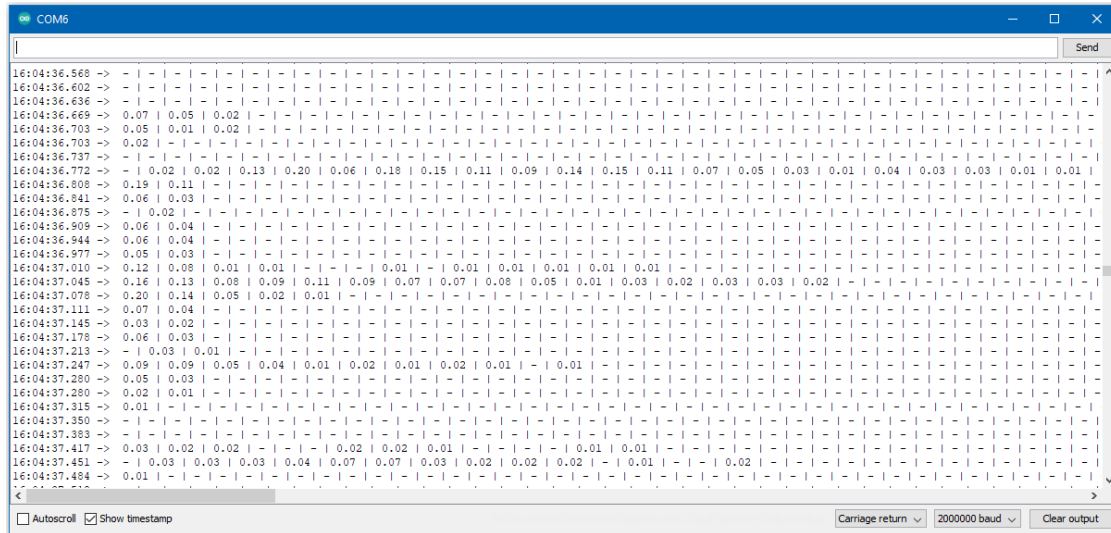 COM6
Send
16:04:36.568 -> - | - | - | - | - | - | - | - | - | - | - | - | - | - | - | - | - | - | - | - | - | - | - | - | - | - | - | - | - | - | - | - | - | - | - | - | - | - |
16:04:36.602 -> - | - | - | - | - | - | - | - | - | - | - | - | - | - | - | - | - | - | - | - | - | - | - | - | - | - | - | - | - | - | - | - | - | - | - | - | - | - |
16:04:36.636 -> - | - | - | - | - | - | - | - | - | - | - | - | - | - | - | - | - | - | - | - | - | - | - | - | - | - | - | - | - | - | - | - | - | - | - | - | - | - |
16:04:36.669 -> 0.07 | 0.05 | 0.02 | - | - | - | - | - | - | - | - | - | - | - | - | - | - | - | - | - | - | - | - | - | - | - | - | - | - | - | - | - | - | - | - | -
16:04:36.703 -> 0.05 | 0.01 | 0.02 | - | - | - | - | - | - | - | - | - | - | - | - | - | - | - | - | - | - | - | - | - | - | - | - | - | - | - | - | - | - | - | - | -
16:04:36.703 -> 0.02 | - | - | - | - | - | - | - | - | - | - | - | - | - | - | - | - | - | - | - | - | - | - | - | - | - | - | - | - | - | - | - | - | - | - | - | - |
16:04:36.737 -> - | - | - | - | - | - | - | - | - | - | - | - | - | - | - | - | - | - | - | - | - | - | - | - | - | - | - | - | - | - | - | - | - | - | - | - | - | - |
16:04:36.772 -> - | 0.02 | 0.02 | 0.13 | 0.20 | 0.06 | 0.18 | 0.15 | 0.11 | 0.09 | 0.14 | 0.15 | 0.11 | 0.07 | 0.05 | 0.03 | 0.01 | 0.04 | 0.03 | 0.03 | 0.01 | 0.01 |
16:04:36.808 -> 0.19 | 0.11 | - | - | - | - | - | - | - | - | - | - | - | - | - | - | - | - | - | - | - | - | - | - | - | - | - | - | - | - | - | - | - | - | - | - | -
16:04:36.841 -> 0.06 | 0.03 | - | - | - | - | - | - | - | - | - | - | - | - | - | - | - | - | - | - | - | - | - | - | - | - | - | - | - | - | - | - | - | - | - | - | -
16:04:36.875 -> - | 0.02 | - | - | - | - | - | - | - | - | - | - | - | - | - | - | - | - | - | - | - | - | - | - | - | - | - | - | - | - | - | - | - | - | - | - | - |
16:04:36.909 -> 0.06 | 0.04 | - | - | - | - | - | - | - | - | - | - | - | - | - | - | - | - | - | - | - | - | - | - | - | - | - | - | - | - | - | - | - | - | - | - | -
16:04:36.944 -> 0.06 | 0.04 | - | - | - | - | - | - | - | - | - | - | - | - | - | - | - | - | - | - | - | - | - | - | - | - | - | - | - | - | - | - | - | - | - | - | -
16:04:36.977 -> 0.05 | 0.03 | - | - | - | - | - | - | - | - | - | - | - | - | - | - | - | - | - | - | - | - | - | - | - | - | - | - | - | - | - | - | - | - | - | - | -
16:04:37.010 -> 0.12 | 0.08 | 0.01 | 0.01 | - | - | - | 0.01 | - | 0.01 | 0.01 | 0.01 | 0.01 | 0.01 | - | - | - | - | - | - | - | - | - | - | - | - | - | - | - | - | -
16:04:37.045 -> 0.16 | 0.13 | 0.08 | 0.09 | 0.11 | 0.09 | 0.07 | 0.07 | 0.08 | 0.05 | 0.01 | 0.03 | 0.02 | 0.03 | 0.03 | 0.02 | - | - | - | - | - | - | - | - | - | - |
16:04:37.078 -> 0.20 | 0.14 | 0.05 | 0.02 | 0.01 | - | - | - | - | - | - | - | - | - | - | - | - | - | - | - | - | - | - | - | - | - | - | - | - | - | - | - | - | - |
16:04:37.111 -> 0.07 | 0.04 | - | - | - | - | - | - | - | - | - | - | - | - | - | - | - | - | - | - | - | - | - | - | - | - | - | - | - | - | - | - | - | - | - | - | -
16:04:37.145 -> 0.03 | 0.02 | - | - | - | - | - | - | - | - | - | - | - | - | - | - | - | - | - | - | - | - | - | - | - | - | - | - | - | - | - | - | - | - | - | - | -
16:04:37.178 -> 0.06 | 0.03 | - | - | - | - | - | - | - | - | - | - | - | - | - | - | - | - | - | - | - | - | - | - | - | - | - | - | - | - | - | - | - | - | - | - | -
16:04:37.213 -> - | 0.03 | 0.01 | - | - | - | - | - | - | - | - | - | - | - | - | - | - | - | - | - | - | - | - | - | - | - | - | - | - | - | - | - | - | - | - | - | -
16:04:37.247 -> 0.09 | 0.09 | 0.05 | 0.04 | 0.01 | 0.02 | 0.01 | 0.02 | 0.01 | - | 0.01 | - | - | - | - | - | - | - | - | - | - | - | - | - | - | - | - | - | - | - | -
16:04:37.280 -> 0.05 | 0.03 | - | - | - | - | - | - | - | - | - | - | - | - | - | - | - | - | - | - | - | - | - | - | - | - | - | - | - | - | - | - | - | - | - | - | -
16:04:37.280 -> 0.02 | 0.01 | - | - | - | - | - | - | - | - | - | - | - | - | - | - | - | - | - | - | - | - | - | - | - | - | - | - | - | - | - | - | - | - | - | - | -
16:04:37.315 -> 0.01 | - | - | - | - | - | - | - | - | - | - | - | - | - | - | - | - | - | - | - | - | - | - | - | - | - | - | - | - | - | - | - | - | - | - | - | - |
16:04:37.350 -> - | - | - | - | - | - | - | - | - | - | - | - | - | - | - | - | - | - | - | - | - | - | - | - | - | - | - | - | - | - | - | - | - | - | - | - | - | - |
16:04:37.383 -> - | - | - | - | - | - | - | - | - | - | - | - | - | - | - | - | - | - | - | - | - | - | - | - | - | - | - | - | - | - | - | - | - | - | - | - | - | - |
16:04:37.417 -> 0.03 | 0.02 | 0.02 | - | - | - | 0.02 | 0.02 | 0.01 | - | - | - | - | 0.01 | 0.01 | - | - | - | - | - | - | - | - | - | - | - | - | - | - | - | - | -
16:04:37.451 -> - | 0.03 | 0.03 | 0.03 | 0.04 | 0.07 | 0.07 | 0.03 | 0.02 | 0.02 | 0.02 | - | 0.01 | - | - | 0.02 | - | - | - | - | - | - | - | - | - | - | - | - | - |
16:04:37.484 -> 0.01 | - | - | - | - | - | - | - | - | - | - | - | - | - | - | - | - | - | - | - | - | - | - | - | - | - | - | - | - | - | - | - | - | - | - | - | - |
Autoscroll Show timestamp Carriage return 2000000 baud Clear output